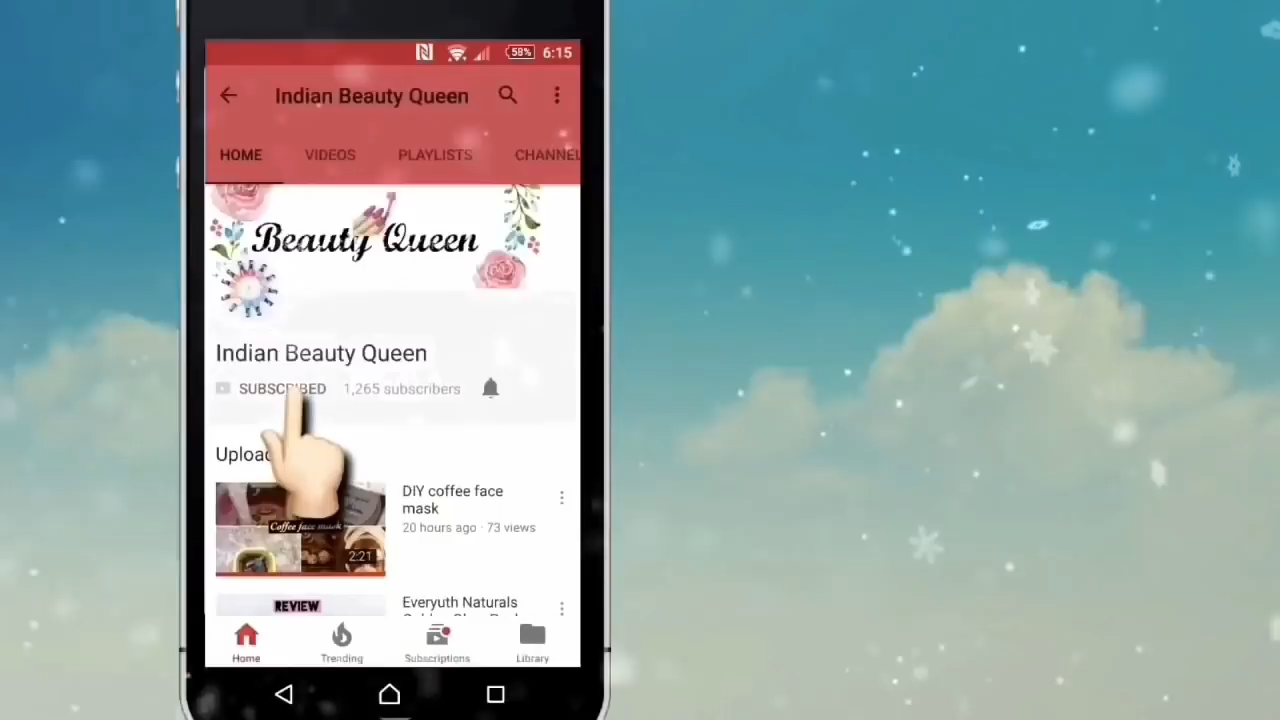 58% 6:15
Indian Beauty Queen
HOME VIDEOS PLAYLISTS CHANNEL
Beauty Queen
Indian Beauty Queen
SUBSCRIBED 1,265 subscribers
Uploa
DIY coffee face
mask
20 hours ago · 73 views
Coffee face mask
2:21
REVIEW
Everyuth Naturals
Home Trending Subscriptions Library